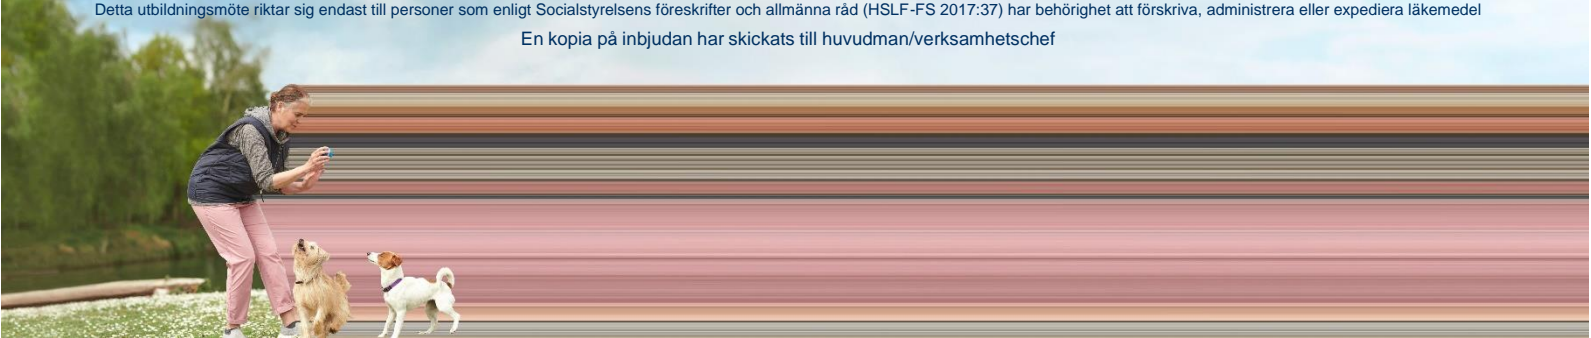 Detta utbildningsmöte riktar sig endast till personer som enligt Socialstyrelsens föreskrifter och allmänna råd (HSLF-FS 2017:37) har behörighet att förskriva, administrera eller expediera läkemedel
En kopia på inbjudan har skickats till huvudman/verksamhetschef